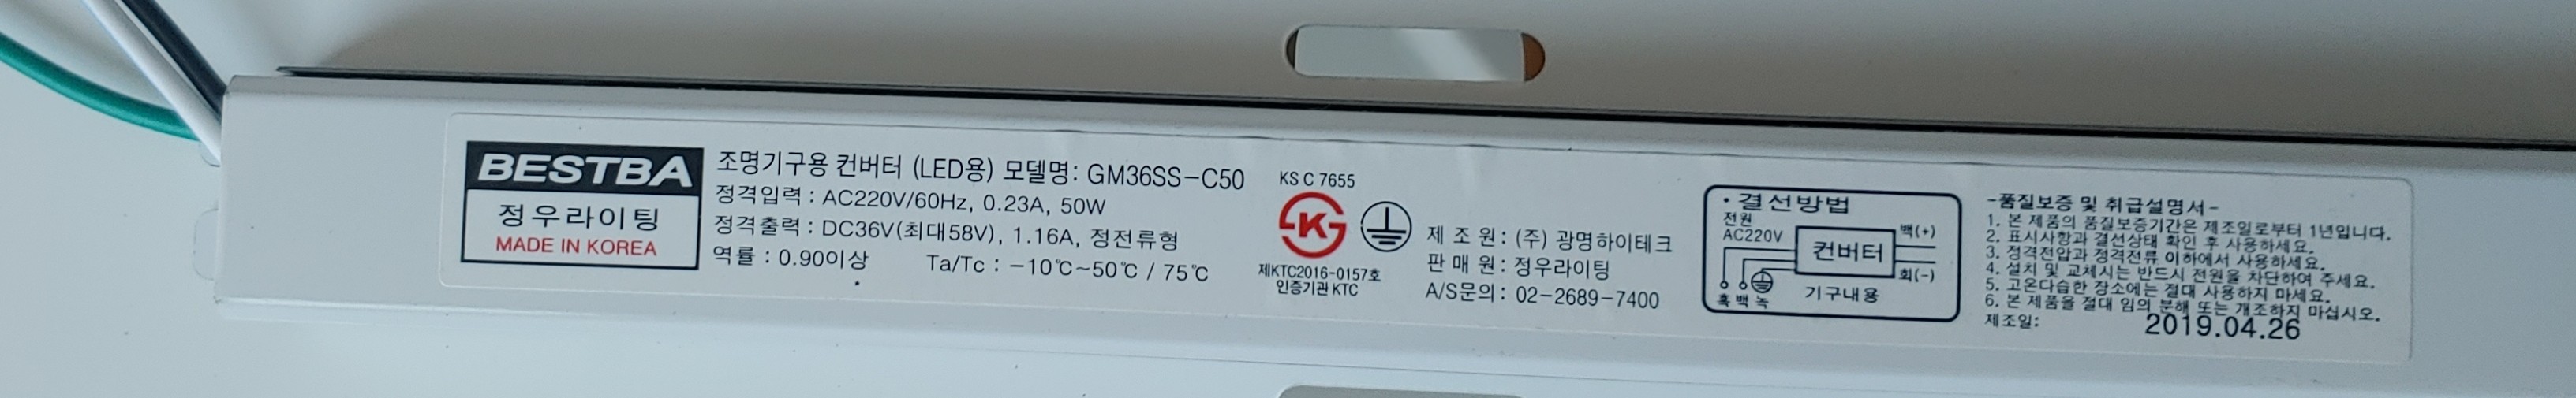 BESTBA
정우라이팅
MADE IN KOREA
조명기구용 컨버터 (LED용) 모델명: GM36SS-C50
정격입력 : AC220V/60Hz, 0.23A, 50W
정격출력 : DC36V(최대58V), 1.16A, 정전류형
역률 : 0.90이상 Ta/Tc : -10℃~50℃ / 75℃
KS C 7655
제KTC2016-0157호
인증기관 KTC
제 조 원 : (주) 광명하이테크
판 매 원 : 정우라이팅
A/S문의 : 02-2689-7400
· 결선방법
전원
AC220V
컨버터
백(+)
회(-)
흑 백 녹
기구내용
-품질보증 및 취급설명서-
1. 본 제품의 품질보증기간은 제조일로부터 1년입니다.
2. 표시사항과 결선상태 확인 후 사용하세요.
3. 정격전압과 정격전류 이하에서 사용하세요.
4. 설치 및 교체시는 반드시 전원을 차단하여 주세요.
5. 고온다습한 장소에는 절대 사용하지 마세요.
6. 본 제품을 절대 임의 분해 또는 개조하지 마십시오.
제조일: 2019.04.26